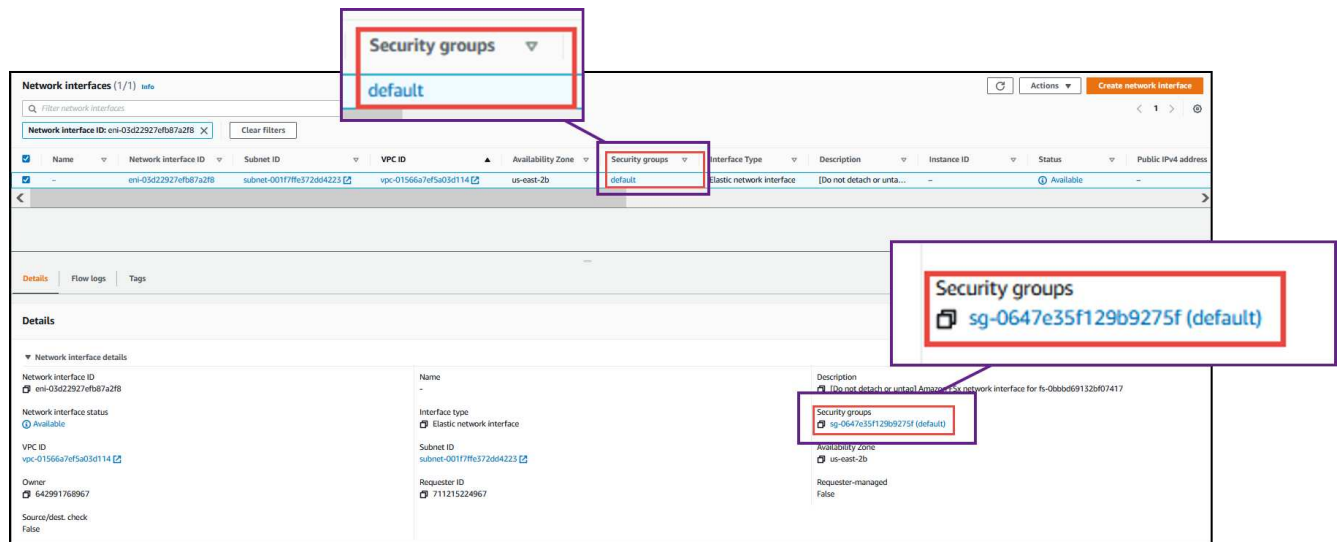 Security groups
default
Network interfaces (1/1) Info
Actions
Create network interface
Filter network interfaces
1
Network interface ID: eni-03d22927efb87a2f8
Clear filters
Name Network interface ID Subnet ID VPC ID Availability Zone Security groups Interface Type Description Instance ID Status Public IPv4 address
– eni-03d22927efb87a2f8 subnet-001f7ffe372dd4223 vpc-01566a7ef5a03d114 us-east-2b default Elastic network interface [Do not detach or unta... – Available –
Details Flow logs Tags
Security groups
sg-0647e35f129b9275f (default)
Details
Network interface details
Network interface ID
eni-03d22927efb87a2f8
Name
–
Description
[Do not detach or untag] Amazon FSx network interface for fs-0bbbd69132bf07417
Network interface status
Available
Interface type
Elastic network interface
Security groups
sg-0647e35f129b9275f (default)
VPC ID
vpc-01566a7ef5a03d114
Subnet ID
subnet-001f7ffe372dd4223
Availability Zone
us-east-2b
Owner
642991768967
Requester ID
711215224967
Requester-managed
False
Source/dest. check
False